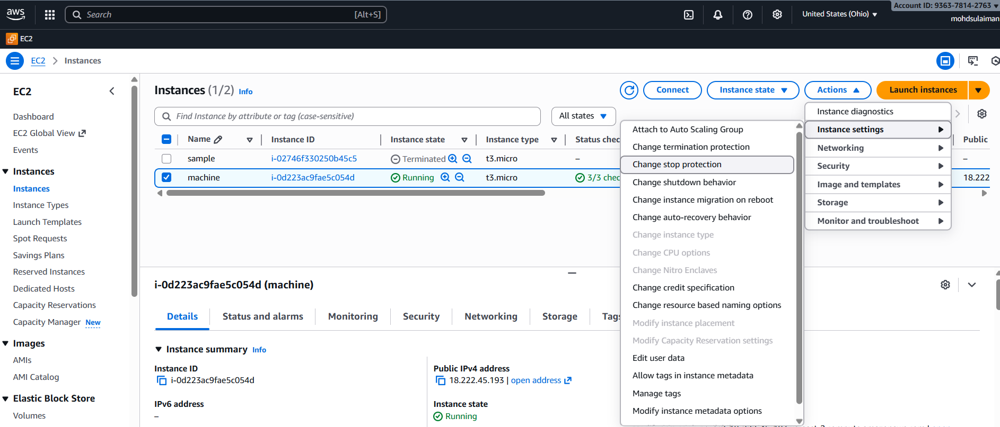 aws
Search
[Alt+S]
United States (Ohio)
Account ID: 9363-7814-2763
mohdsulaiman
EC2
EC2
Instances
EC2
Dashboard
EC2 Global View
Events
Instances
Instances
Instance Types
Launch Templates
Spot Requests
Savings Plans
Reserved Instances
Dedicated Hosts
Capacity Reservations
Capacity Manager New
Images
AMIs
AMI Catalog
Elastic Block Store
Volumes
Instances (1/2) Info
Connect
Instance state
Actions
Launch instances
Find Instance by attribute or tag (case-sensitive)
All states
Name Instance ID Instance state Instance type Status chec Public
sample i-02746f330250b45c5 Terminated t3.micro – –
machine i-0d223ac9fae5c054d Running t3.micro 3/3 chec 18.222
Instance diagnostics
Instance settings
Networking
Security
Image and templates
Storage
Monitor and troubleshoot
Attach to Auto Scaling Group
Change termination protection
Change stop protection
Change shutdown behavior
Change instance migration on reboot
Change auto-recovery behavior
Change instance type
Change CPU options
Change Nitro Enclaves
Change credit specification
Change resource based naming options
Modify instance placement
Modify Capacity Reservation settings
Edit user data
Allow tags in instance metadata
Manage tags
Modify instance metadata options
i-0d223ac9fae5c054d (machine)
Details
Status and alarms
Monitoring
Security
Networking
Storage
Tags
Instance summary Info
Instance ID
i-0d223ac9fae5c054d
Public IPv4 address
18.222.45.193 | open address
IPv6 address
–
Instance state
Running